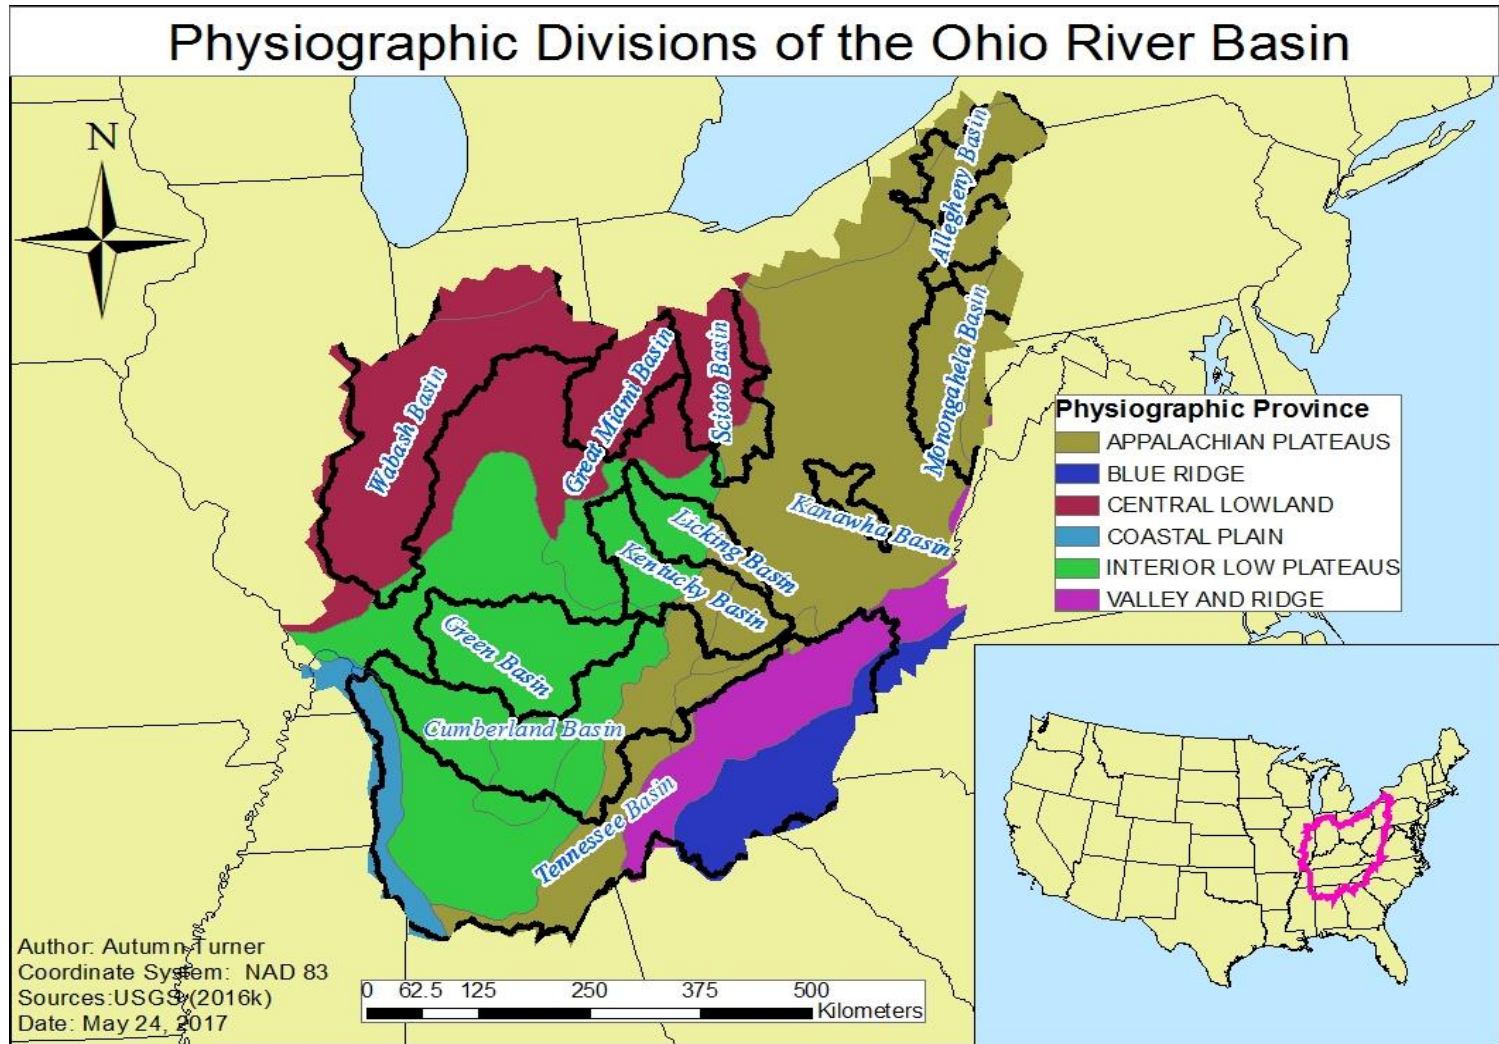 Physiographic Divisions of the Ohio River Basin
N
Allegheny Basin
Monongahela Basin
Scioto Basin
Great Miami Basin
Wabash Basin
Kanawha Basin
Licking Basin
Kentucky Basin
Green Basin
Cumberland Basin
Tennessee Basin
Physiographic Province
APPALACHIAN PLATEAUS
BLUE RIDGE
CENTRAL LOWLAND
COASTAL PLAIN
INTERIOR LOW PLATEAUS
VALLEY AND RIDGE
Author: Autumn Turner
Coordinate System: NAD 83
Sources:USGS (2016k)
Date: May 24, 2017
0 62.5 125 250 375 500
Kilometers